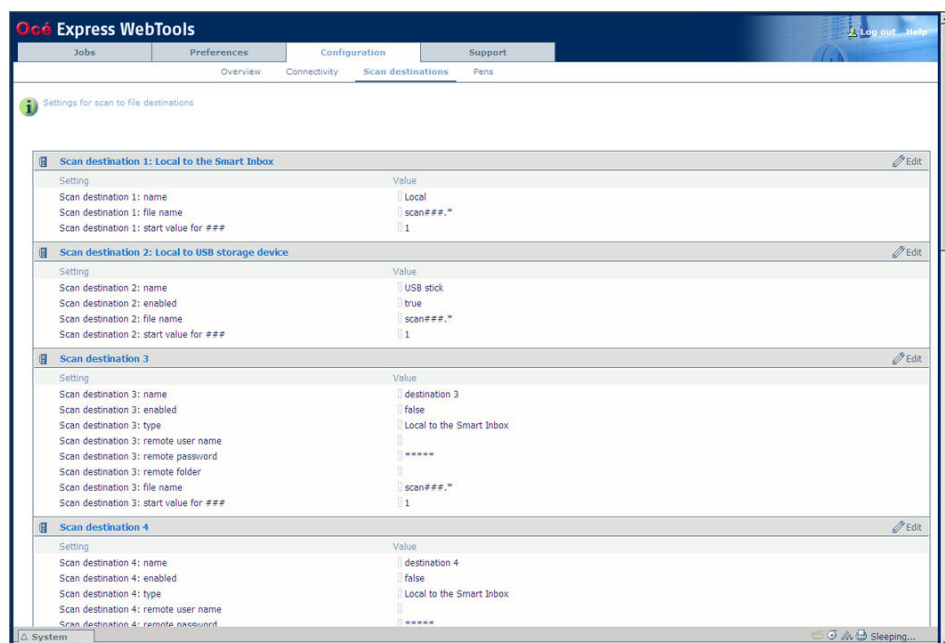 Océ Express WebTools
Log out Help
Jobs Preferences Configuration Support
Overview Connectivity Scan destinations Pens
Settings for scan to file destinations
Scan destination 1: Local to the Smart Inbox Edit
Setting Value
Scan destination 1: name Local
Scan destination 1: file name scan###.*
Scan destination 1: start value for ### 1
Scan destination 2: Local to USB storage device Edit
Setting Value
Scan destination 2: name USB stick
Scan destination 2: enabled true
Scan destination 2: file name scan###.*
Scan destination 2: start value for ### 1
Scan destination 3 Edit
Setting Value
Scan destination 3: name destination 3
Scan destination 3: enabled false
Scan destination 3: type Local to the Smart Inbox
Scan destination 3: remote user name
Scan destination 3: remote password *****
Scan destination 3: remote folder
Scan destination 3: file name scan###.*
Scan destination 3: start value for ### 1
Scan destination 4 Edit
Setting Value
Scan destination 4: name destination 4
Scan destination 4: enabled false
Scan destination 4: type Local to the Smart Inbox
Scan destination 4: remote user name
Scan destination 4: remote password *****
System Sleeping...